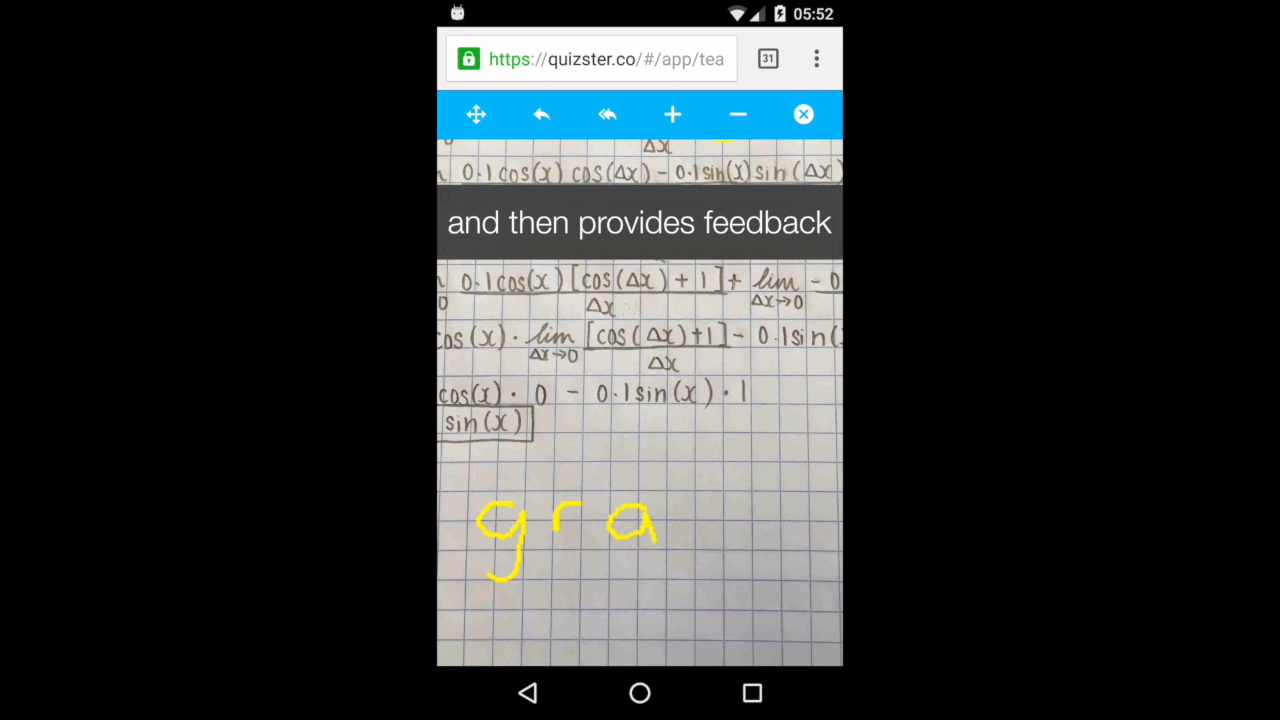 05:52
https://quizster.co/#/app/tea
31
Δx
0.1cos(x) cos(Δx) - 0.1sin(x) sin(Δx)
and then provides feedback
0.1cos(x) [cos(Δx) + 1] + lim - 0
0 Δx Δx→0
cos(x) · lim [cos(Δx)+1] - 0.1sin(
Δx→0 Δx
cos(x) · 0 - 0.1sin(x) · 1
sin(x)
gra